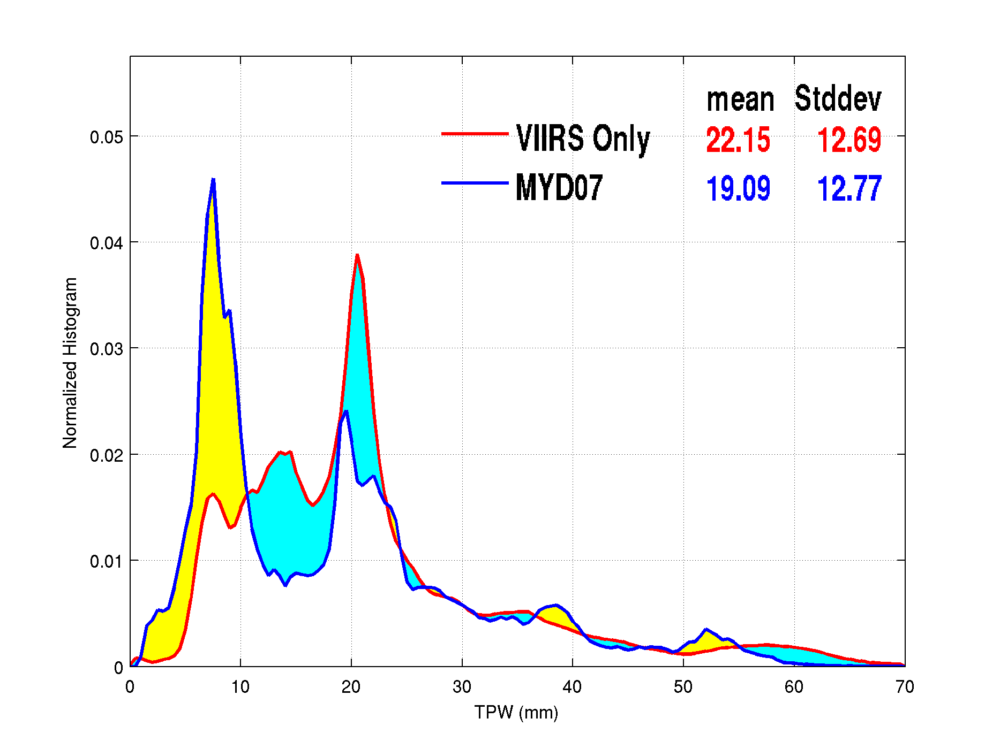 mean Stddev
VIIRS Only 22.15 12.69
MYD07 19.09 12.77
0.05
0.04
0.03
0.02
0.01
0
Normalized Histogram
0 10 20 30 40 50 60 70
TPW (mm)